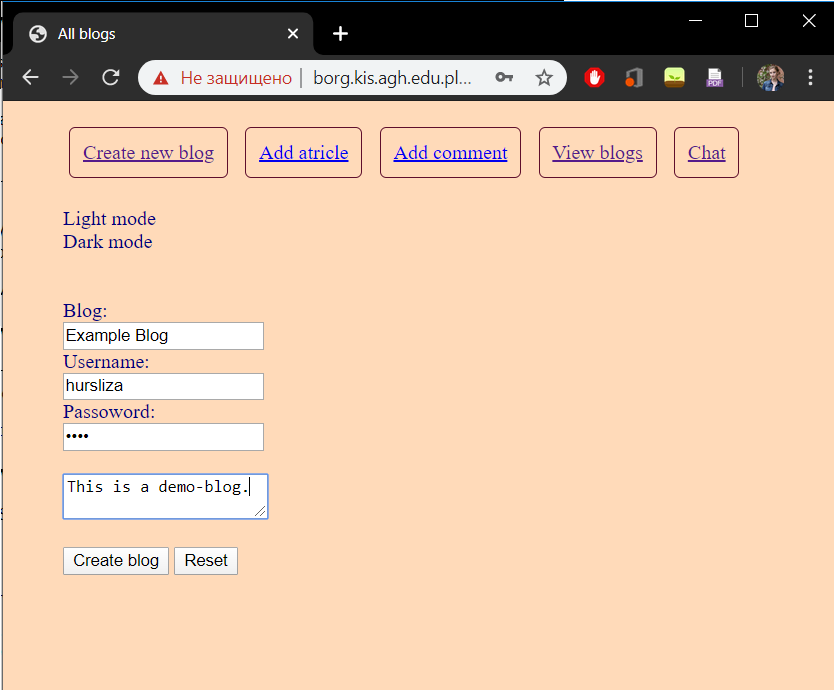 All blogs
Не защищено | borg.kis.agh.edu.pl...
PDF
Create new blog Add atricle Add comment View blogs Chat
Light mode
Dark mode
Blog:
Example Blog
Username:
hursliza
Passoword:
••••
This is a demo-blog.
Create blog Reset